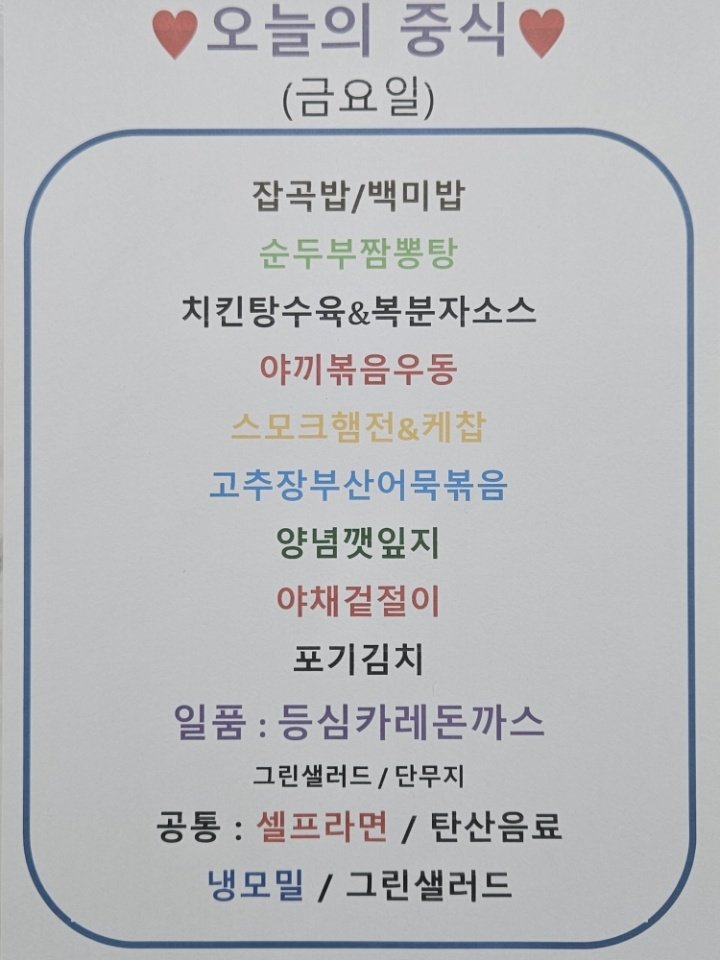 ♥오늘의 중식♥
(금요일)
잡곡밥/백미밥
순두부짬뽕탕
치킨탕수육&복분자소스
야끼볶음우동
스모크햄전&케찹
고추장부산어묵볶음
양념깻잎지
야채겉절이
포기김치
일품 : 등심카레돈까스
그린샐러드 / 단무지
공통 : 셀프라면 / 탄산음료
냉모밀 / 그린샐러드